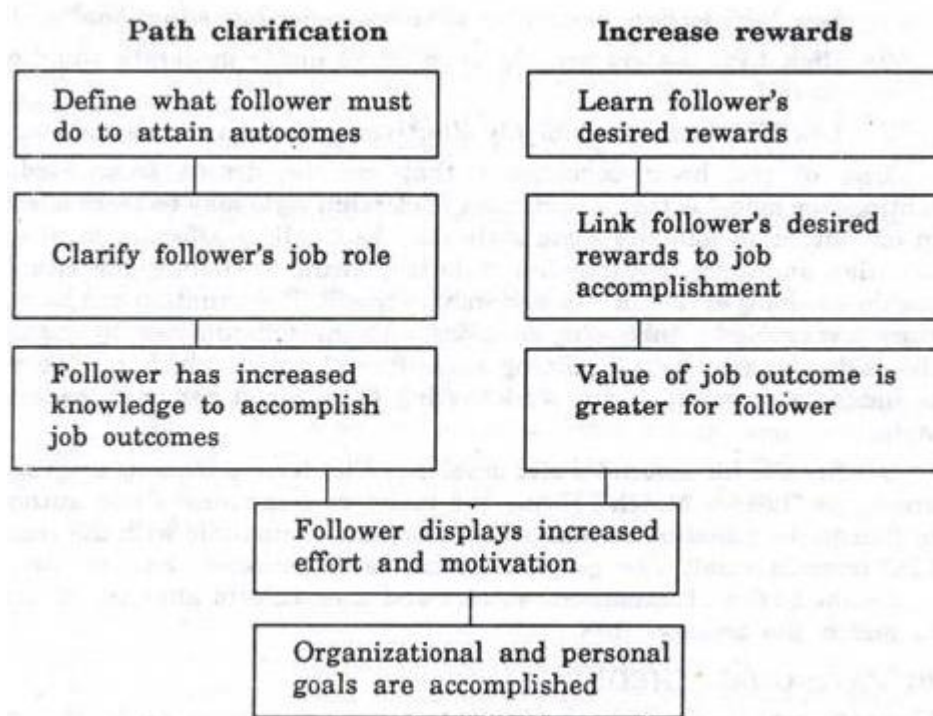 Path clarification
Define what follower must
do to attain autocomes
Clarify follower's job role
Follower has increased
knowledge to accomplish
job outcomes
Increase rewards
Learn follower's
desired rewards
Link follower's desired
rewards to job
accomplishment
Value of job outcome is
greater for follower
Follower displays increased
effort and motivation
Organizational and personal
goals are accomplished